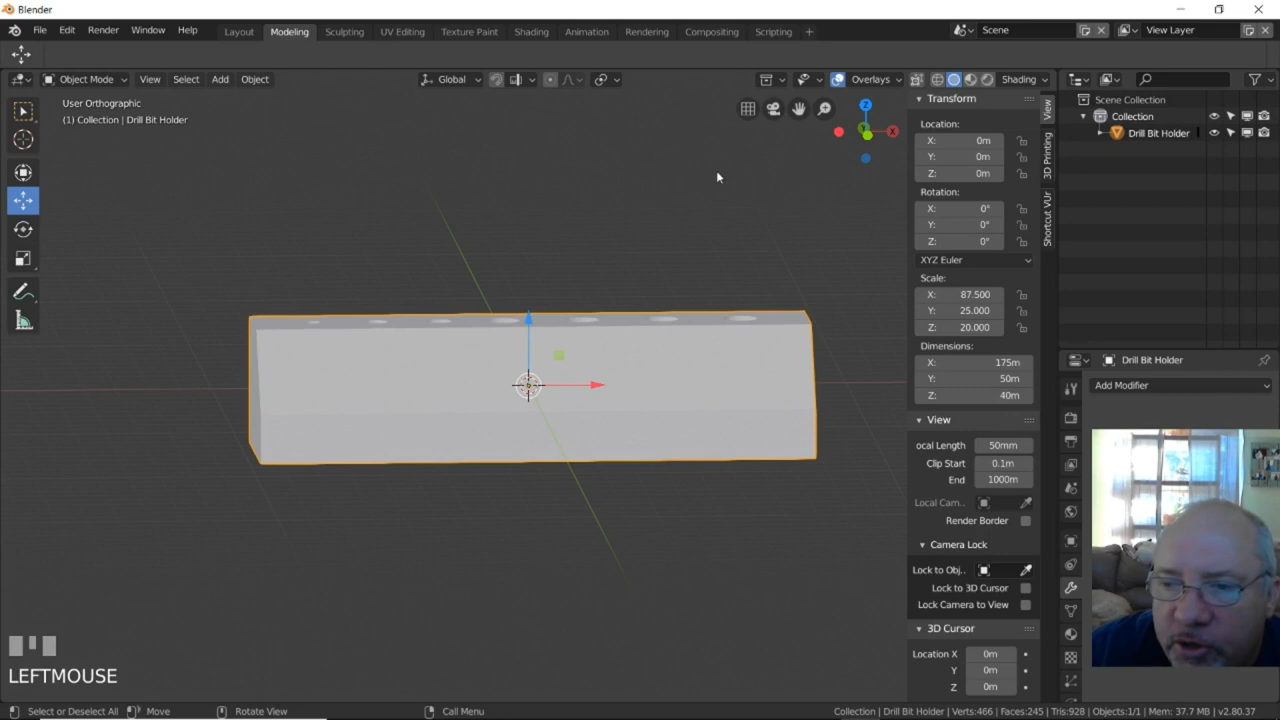 Blender
File Edit Render Window Help
Layout Modeling Sculpting UV Editing Texture Paint Shading Animation Rendering Compositing Scripting +
Scene
View Layer
Object Mode View Select Add Object
Global
Overlays
Shading
User Orthographic
(1) Collection | Drill Bit Holder
Z
X
Y
Transform
Location:
X: 0m
Y: 0m
Z: 0m
Rotation:
X: 0°
Y: 0°
Z: 0°
XYZ Euler
Scale:
X: 87.500
Y: 25.000
Z: 20.000
Dimensions:
X: 175m
Y: 50m
Z: 40m
View
ocal Length 50mm
Clip Start 0.1m
End 1000m
Local Cam..
Render Border
Camera Lock
Lock to Obj..
Lock to 3D Cursor
Lock Camera to View
3D Cursor
Location X 0m
Y 0m
Z 0m
View
3D Printing
Shortcut VUr
Scene Collection
Collection
Drill Bit Holder
Drill Bit Holder
Add Modifier
LEFTMOUSE
Select or Deselect All Move Rotate View Call Menu
Collection | Drill Bit Holder | Verts:466 | Faces:245 | Tris:928 | Objects:1/1 | Mem: 37.7 MB | v2.80.37